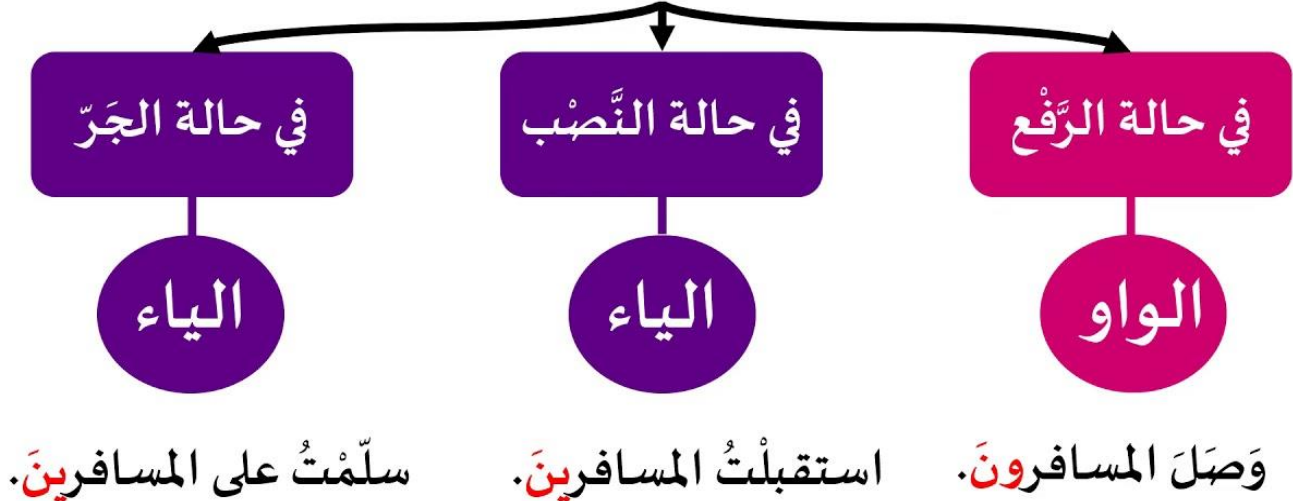 في حالة الرَّفْع
في حالة النَّصْب
في حالة الجَرّ
الواو
الياء
الياء
وَصَلَ المسافرونَ.
استقبلْتُ المسافرينَ.
سلّمْتُ على المسافرينَ.